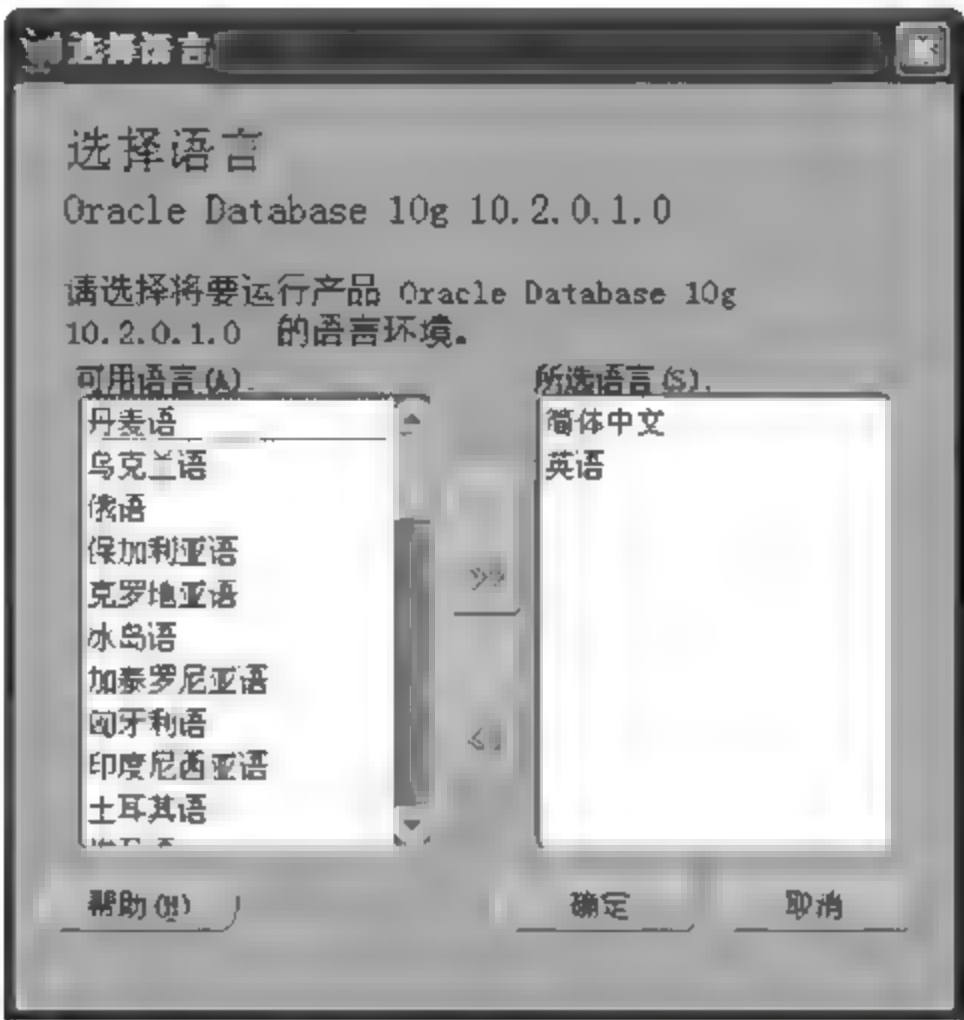 选择语言
选择语言
Oracle Database 10g 10.2.0.1.0
请选择将要运行产品 Oracle Database 10g
10.2.0.1.0 的语言环境。
可用语言(A)
所选语言(S)
丹麦语
乌克兰语
俄语
保加利亚语
克罗地亚语
冰岛语
加泰罗尼亚语
匈牙利语
印度尼西亚语
土耳其语
简体中文
英语
>>
帮助(H)
确定
取消